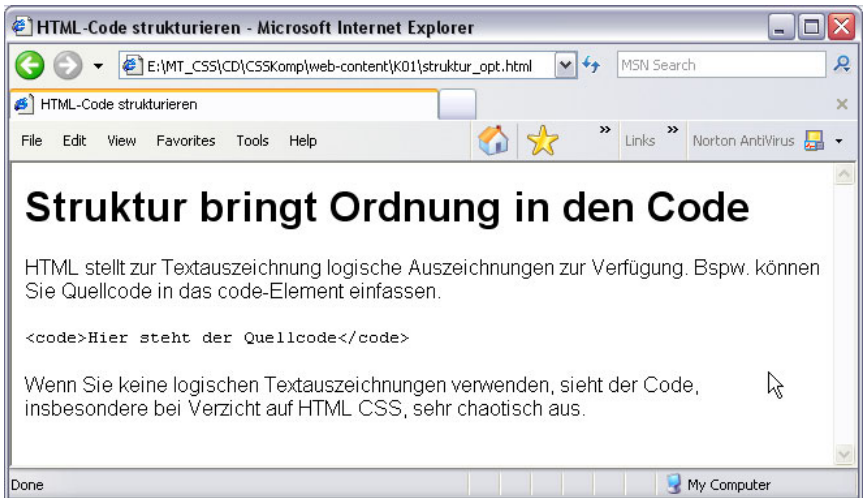 HTML-Code strukturieren - Microsoft Internet Explorer
E:\MT_CSS\CD\CSSKomp\web-content\K01\struktur_opt.html
MSN Search
HTML-Code strukturieren
File Edit View Favorites Tools Help » Links » Norton AntiVirus
Struktur bringt Ordnung in den Code
HTML stellt zur Textauszeichnung logische Auszeichnungen zur Verfügung. Bspw. können
Sie Quellcode in das code-Element einfassen.
<code>Hier steht der Quellcode</code>
Wenn Sie keine logischen Textauszeichnungen verwenden, sieht der Code,
insbesondere bei Verzicht auf HTML CSS, sehr chaotisch aus.
Done My Computer